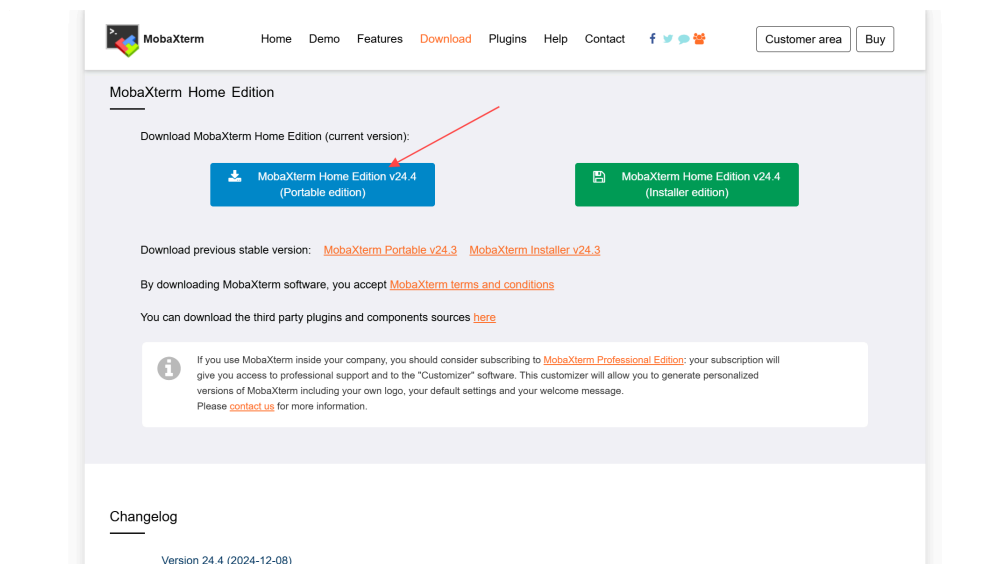 MobaXterm Home Demo Features Download Plugins Help Contact Customer area Buy
MobaXterm Home Edition
Download MobaXterm Home Edition (current version):
MobaXterm Home Edition v24.4
(Portable edition)
MobaXterm Home Edition v24.4
(Installer edition)
Download previous stable version: MobaXterm Portable v24.3 MobaXterm Installer v24.3
By downloading MobaXterm software, you accept MobaXterm terms and conditions
You can download the third party plugins and components sources here
If you use MobaXterm inside your company, you should consider subscribing to MobaXterm Professional Edition: your subscription will
give you access to professional support and to the "Customizer" software. This customizer will allow you to generate personalized
versions of MobaXterm including your own logo, your default settings and your welcome message.
Please contact us for more information.
Changelog
Version 24.4 (2024-12-08)